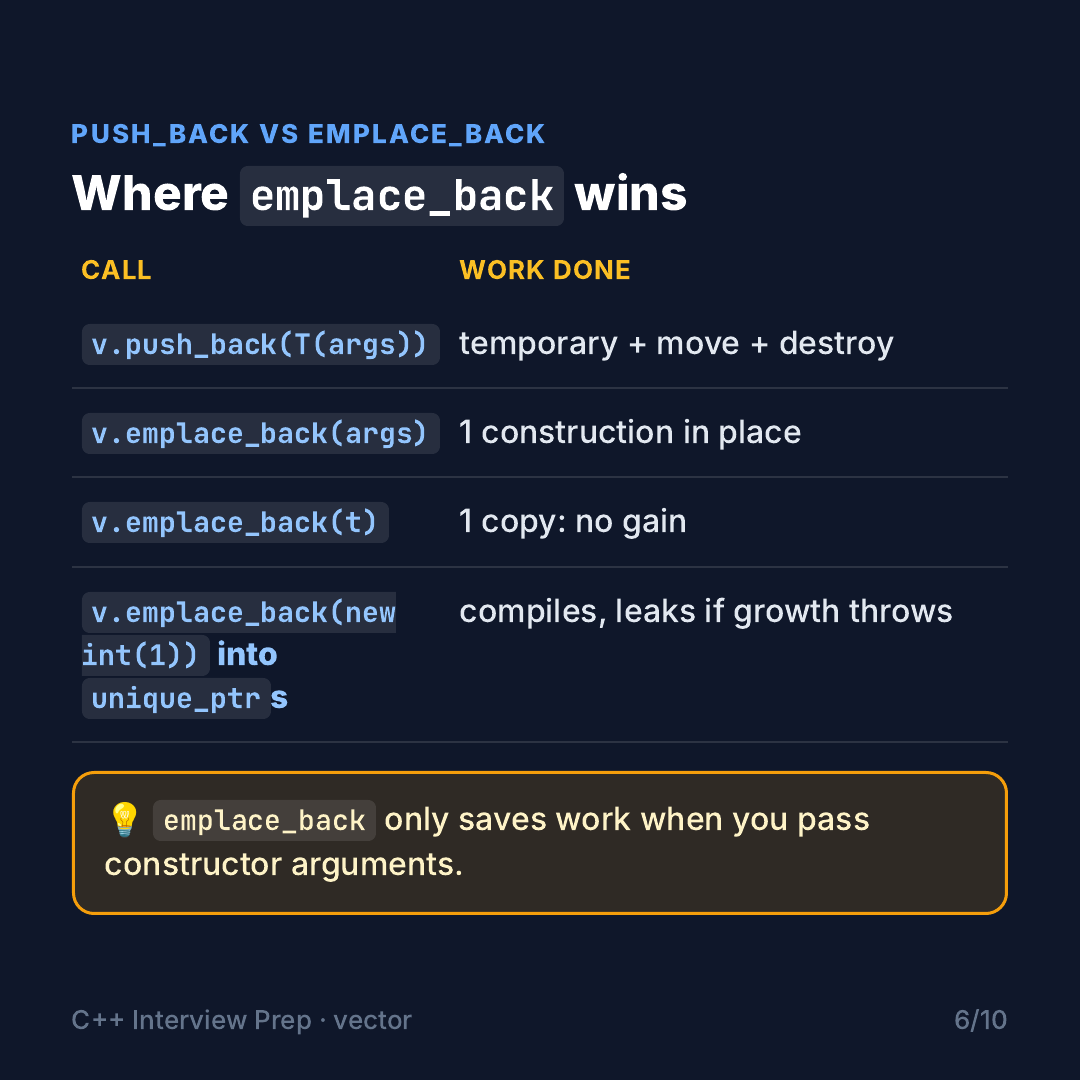 PUSH_BACK VS EMPLACE_BACK
Where emplace_back wins
CALL WORK DONE
v.push_back(T(args)) temporary + move + destroy
v.emplace_back(args) 1 construction in place
v.emplace_back(t) 1 copy: no gain
v.emplace_back(new compiles, leaks if growth throws
int(1)) into
unique_ptr s
💡 emplace_back only saves work when you pass
constructor arguments.
C++ Interview Prep · vector 6/10